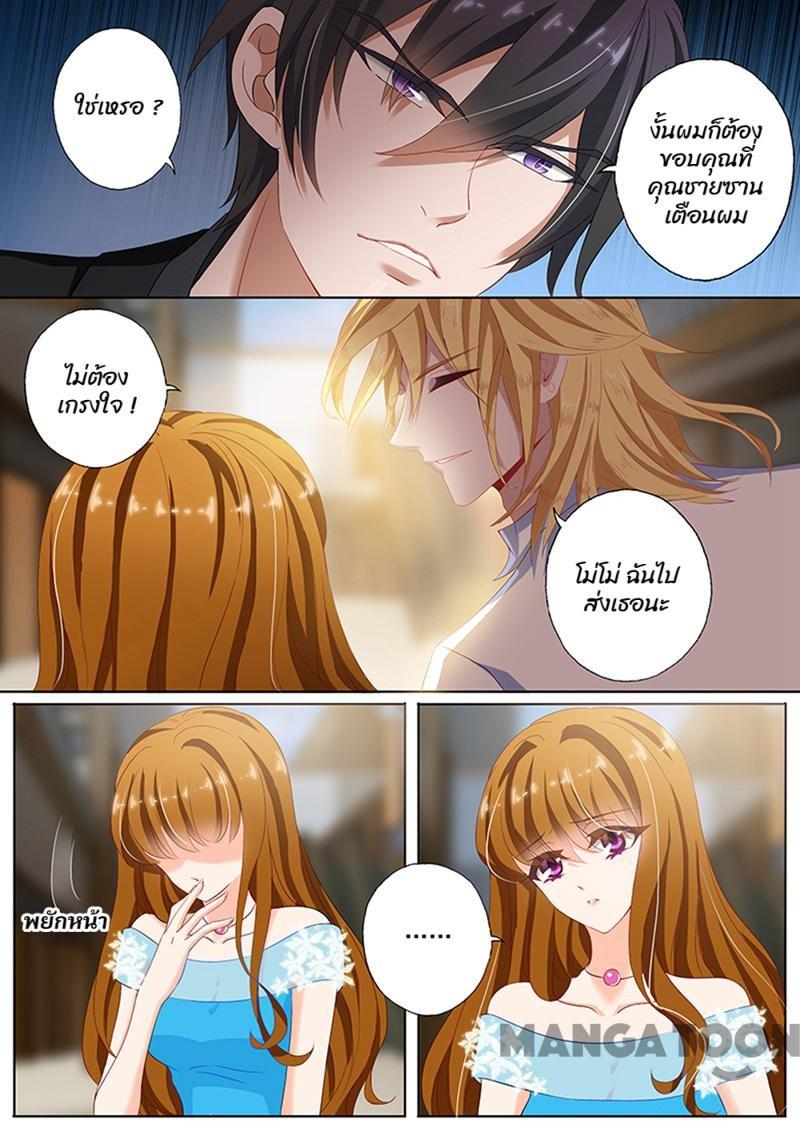 ใช่เหรอ ?
งั้นผมก็ต้อง
ขอบคุณที่
คุณชายซาน
เตือนผม
ไม่ต้อง
เกรงใจ !
โม่โม่ ฉันไป
ส่งเธอนะ
พยักหน้า
......
MANGATOON